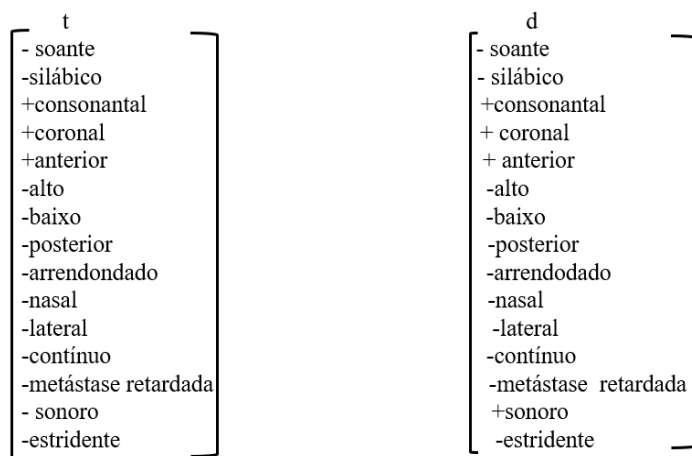 t
- soante
-silábico
+consonantal
+coronal
+anterior
-alto
-baixo
-posterior
-arrendondado
-nasal
-lateral
-contínuo
-metástase retardada
- sonoro
-estridente
d
- soante
- silábico
+consonantal
+ coronal
+ anterior
-alto
-baixo
-posterior
-arrendodado
-nasal
-lateral
-contínuo
-metástase retardada
+sonoro
-estridente